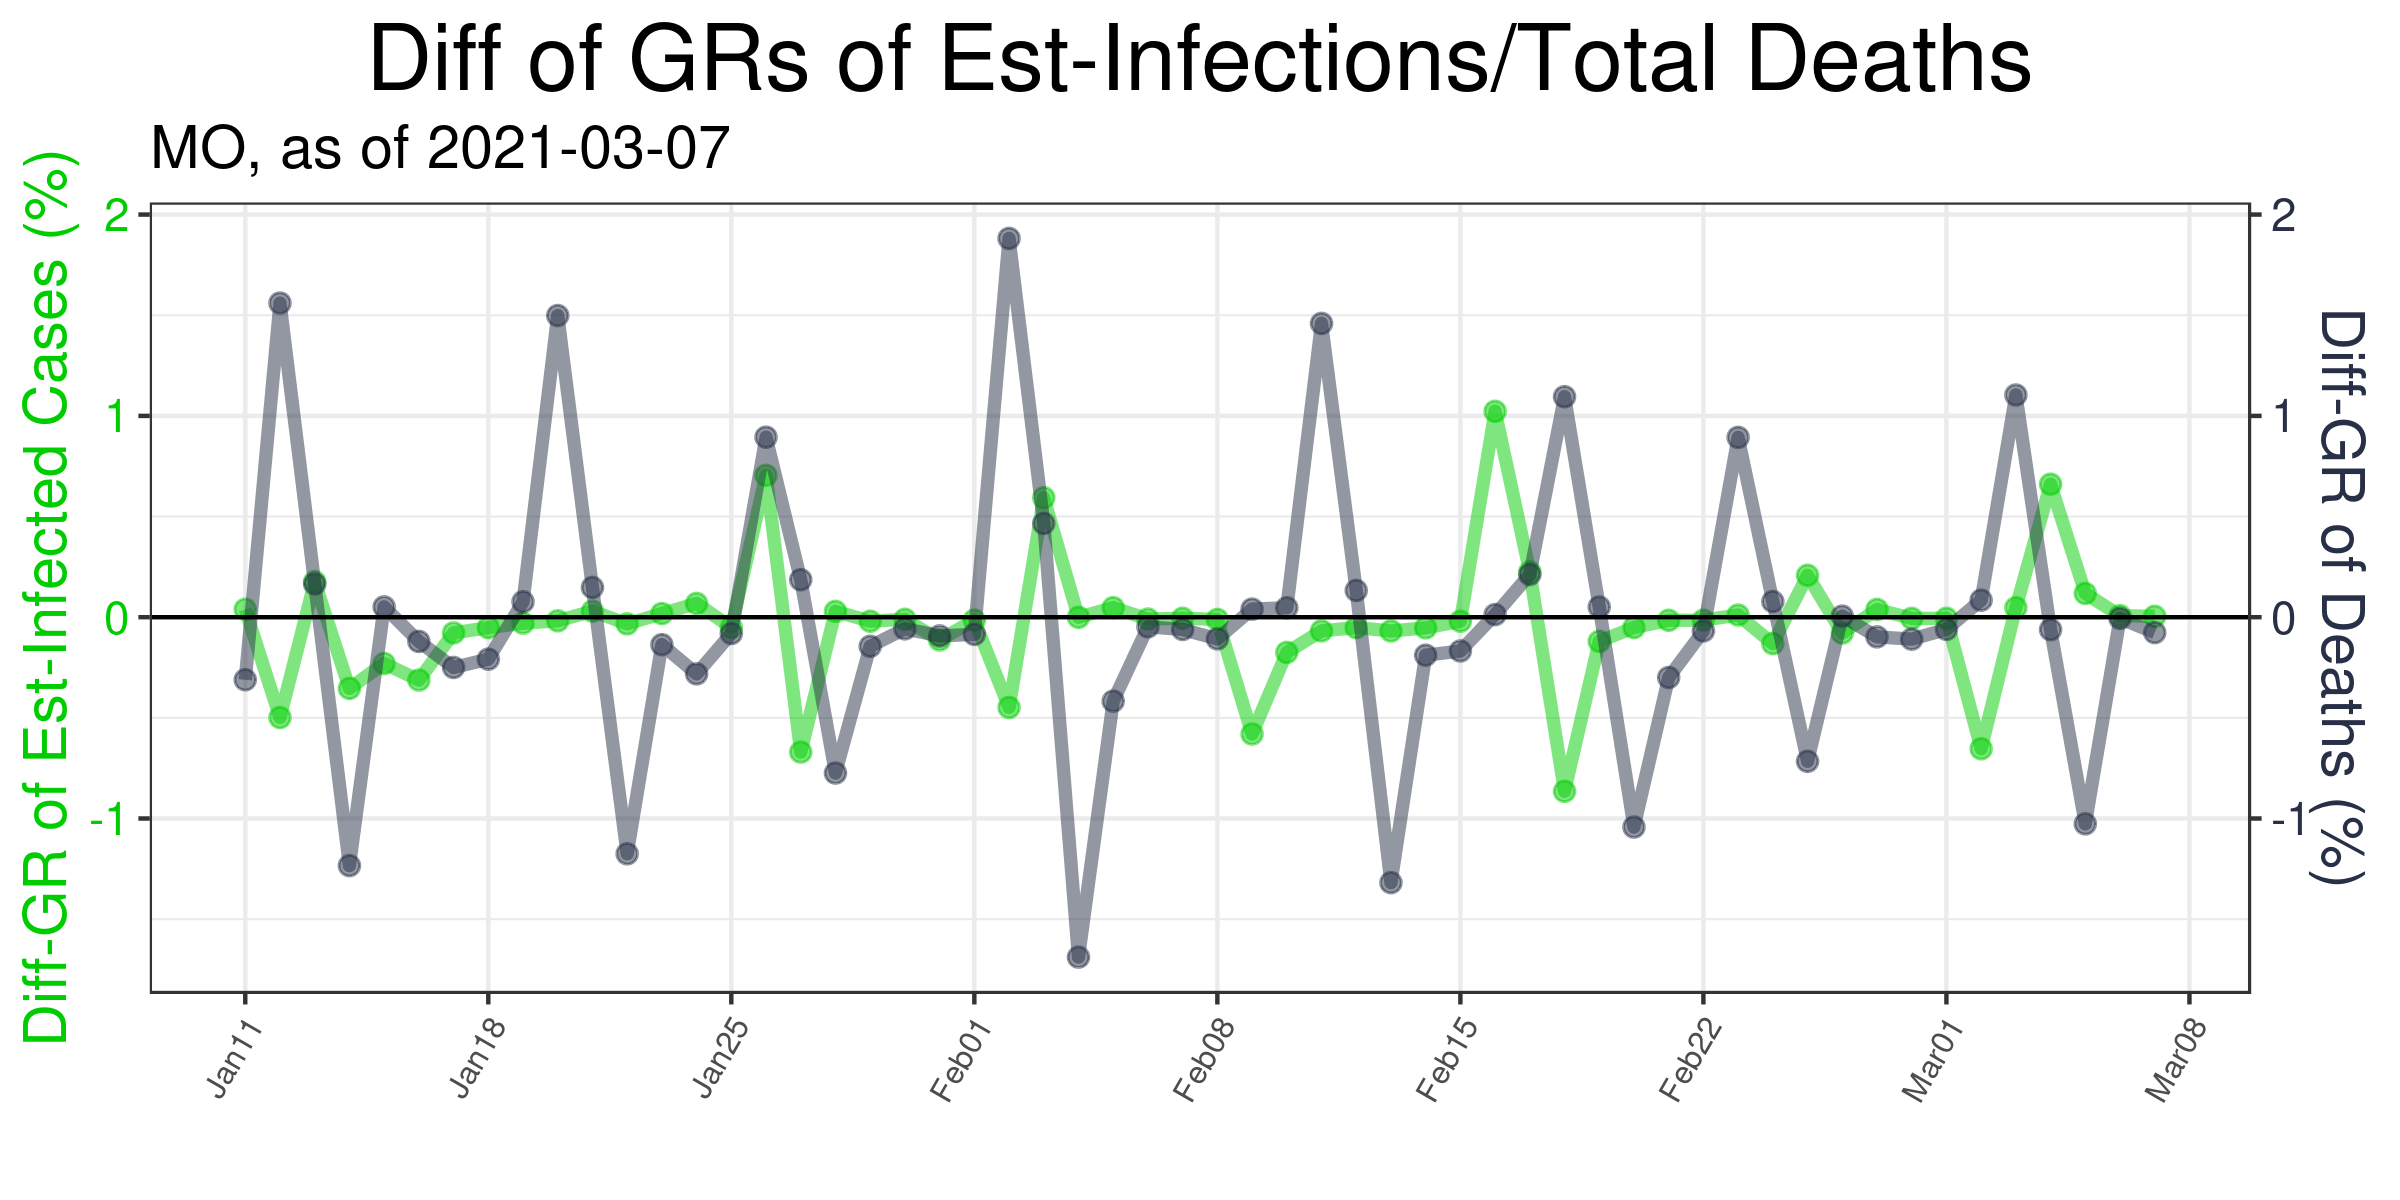 Diff of GRs of Est-Infections/Total Deaths
MO, as of 2021-03-07
Diff-GR of Est-Infected Cases (%)
2
1
0
-1
2
1
0
-1
Diff-GR of Deaths (%)
Jan11
Jan18
Jan25
Feb01
Feb08
Feb15
Feb22
Mar01
Mar08